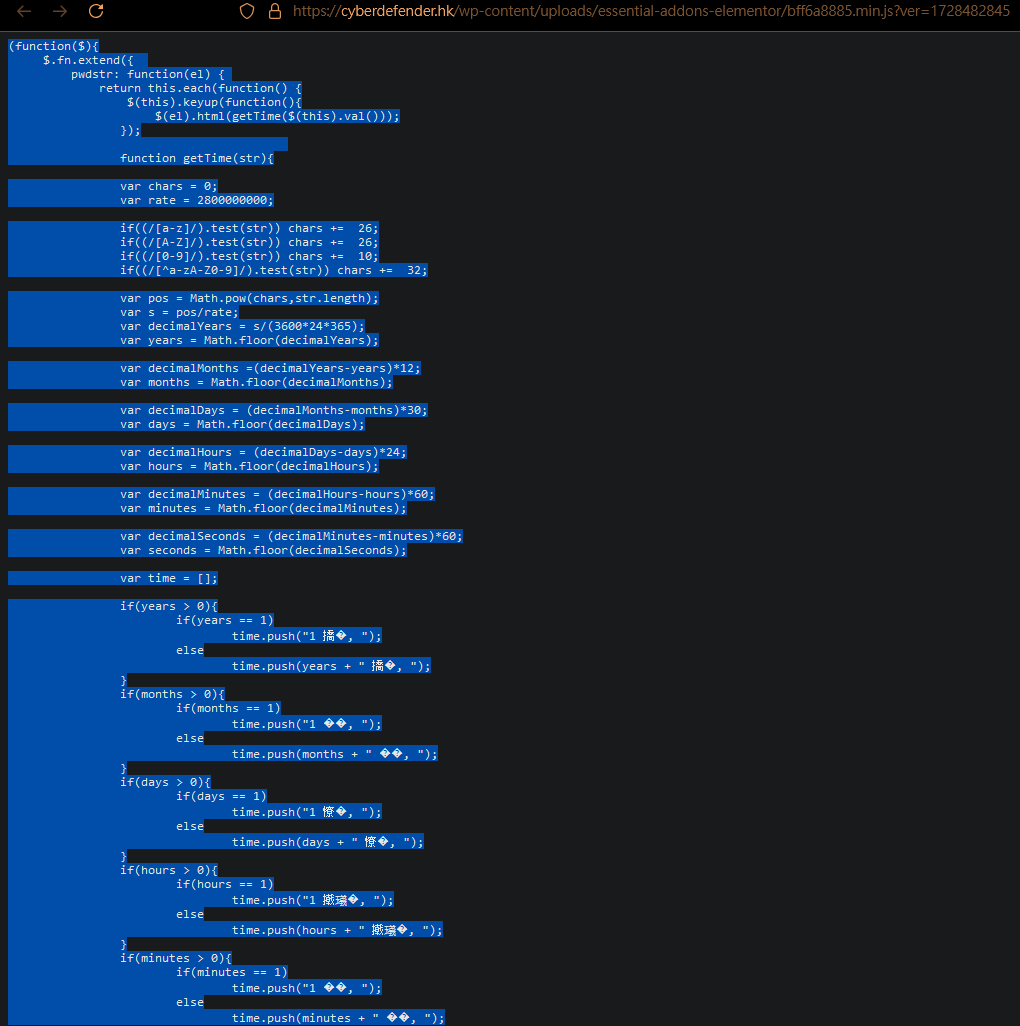 https://cyberdefender.hk/wp-content/uploads/essential-addons-elementor/bff6a8885.min.js?ver=1728482845
(function($){
$.fn.extend({
pwdstr: function(el) {
return this.each(function() {
$(this).keyup(function(){
$(el).html(getTime($(this).val()));
});
function getTime(str){
var chars = 0;
var rate = 2800000000;
if((/[a-z]/).test(str)) chars +=  26;
if((/[A-Z]/).test(str)) chars +=  26;
if((/[0-9]/).test(str)) chars +=  10;
if((/[^a-zA-Z0-9]/).test(str)) chars +=  32;
var pos = Math.pow(chars,str.length);
var s = pos/rate;
var decimalYears = s/(3600*24*365);
var years = Math.floor(decimalYears);
var decimalMonths =(decimalYears-years)*12;
var months = Math.floor(decimalMonths);
var decimalDays = (decimalMonths-months)*30;
var days = Math.floor(decimalDays);
var decimalHours = (decimalDays-days)*24;
var hours = Math.floor(decimalHours);
var decimalMinutes = (decimalHours-hours)*60;
var minutes = Math.floor(decimalMinutes);
var decimalSeconds = (decimalMinutes-minutes)*60;
var seconds = Math.floor(decimalSeconds);
var time = [];
if(years > 0){
if(years == 1)
time.push("1 撟�, ");
else
time.push(years + " 撟�, ");
}
if(months > 0){
if(months == 1)
time.push("1 ��, ");
else
time.push(months + " ��, ");
}
if(days > 0){
if(days == 1)
time.push("1 憭�, ");
else
time.push(days + " 憭�, ");
}
if(hours > 0){
if(hours == 1)
time.push("1 �, ");
else
time.push(hours + " �, ");
}
if(minutes > 0){
if(minutes == 1)
time.push("1 ��, ");
else
time.push(minutes + " ��, ");